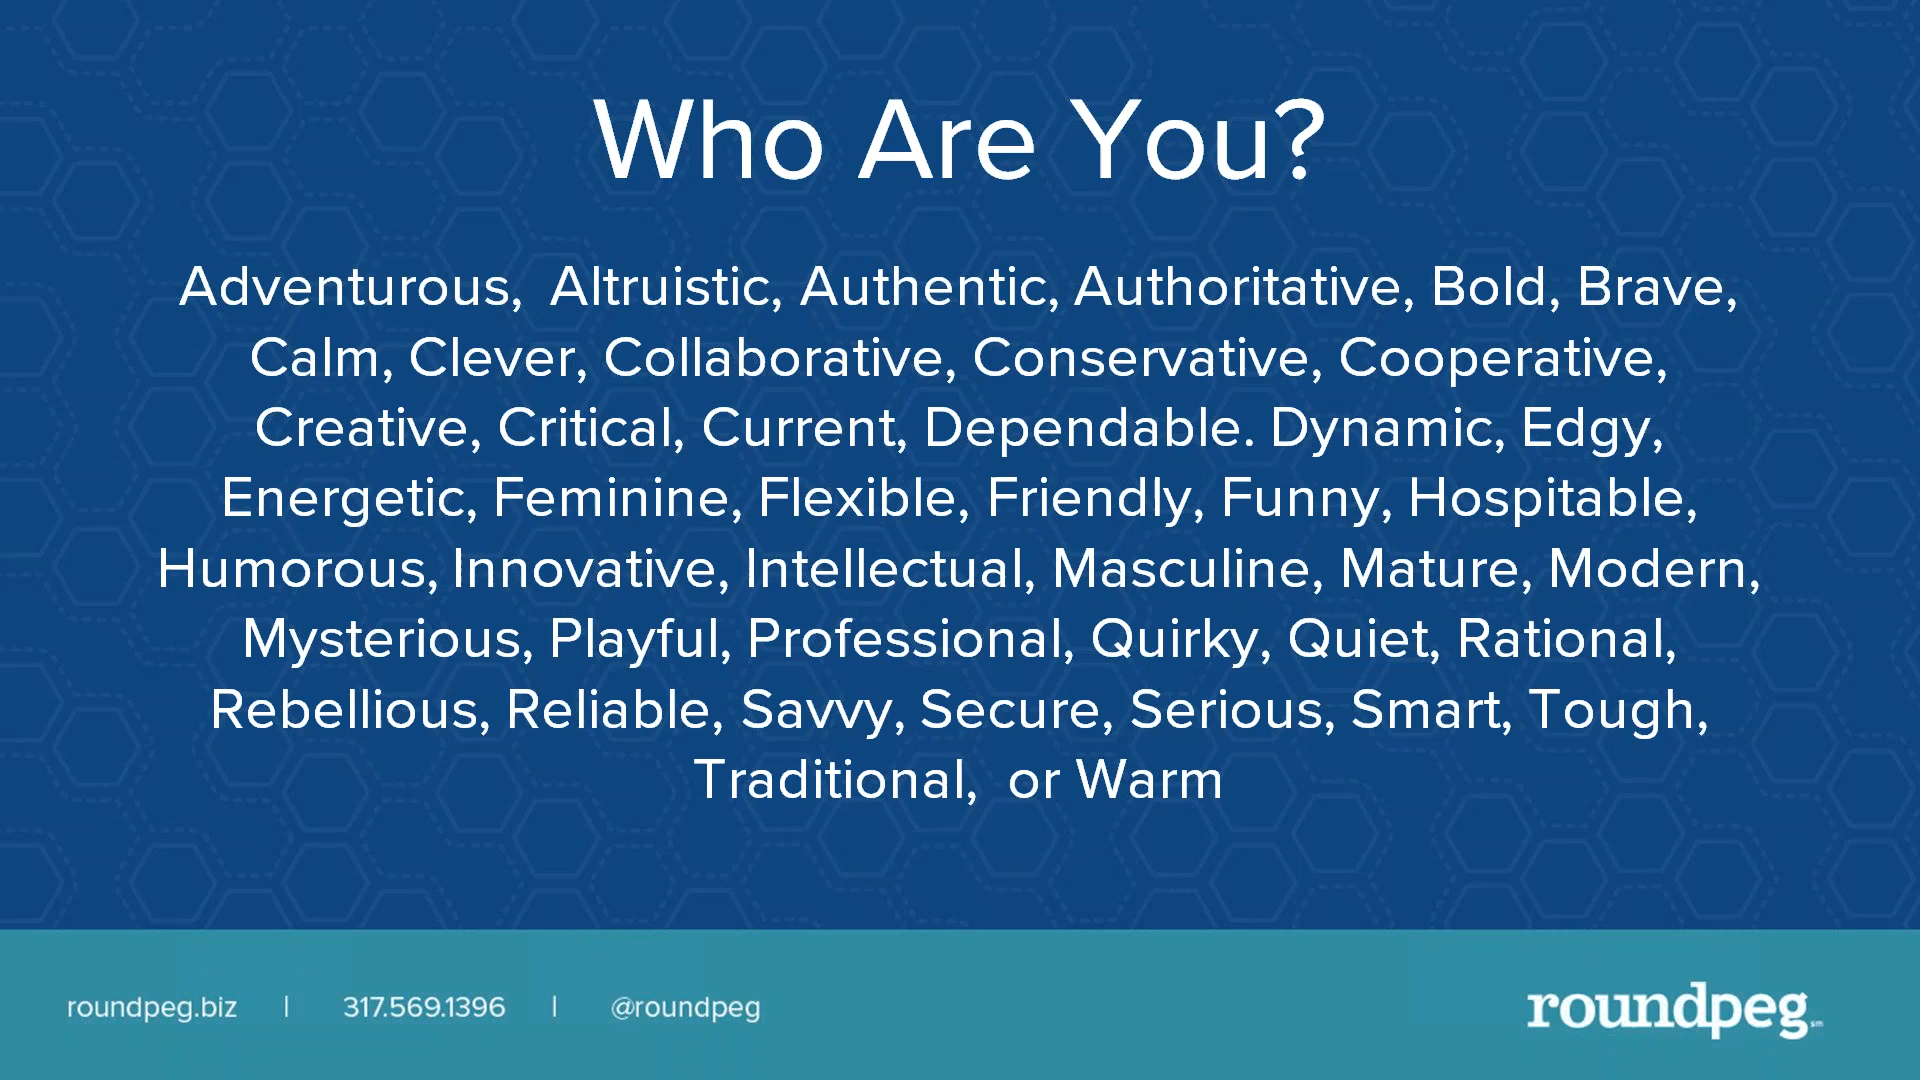 Who Are You?
Adventurous,  Altruistic, Authentic, Authoritative, Bold, Brave,
Calm, Clever, Collaborative, Conservative, Cooperative,
Creative, Critical, Current, Dependable. Dynamic, Edgy,
Energetic, Feminine, Flexible, Friendly, Funny, Hospitable,
Humorous, Innovative, Intellectual, Masculine, Mature, Modern,
Mysterious, Playful, Professional, Quirky, Quiet, Rational,
Rebellious, Reliable, Savvy, Secure, Serious, Smart, Tough,
Traditional,  or Warm
roundpeg.biz | 317.569.1396 | @roundpeg
roundpeg℠